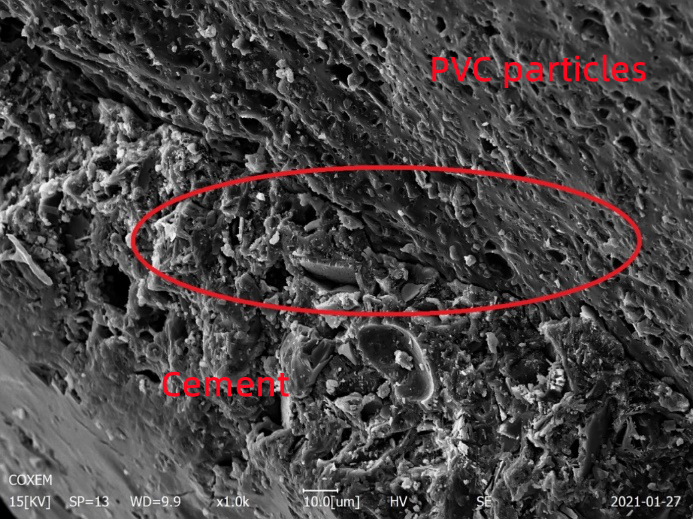 PVC particles
Cement
COXEM
15[KV] SP=13 WD=9.9 x1.0k 10.0[um] HV SE 2021-01-27